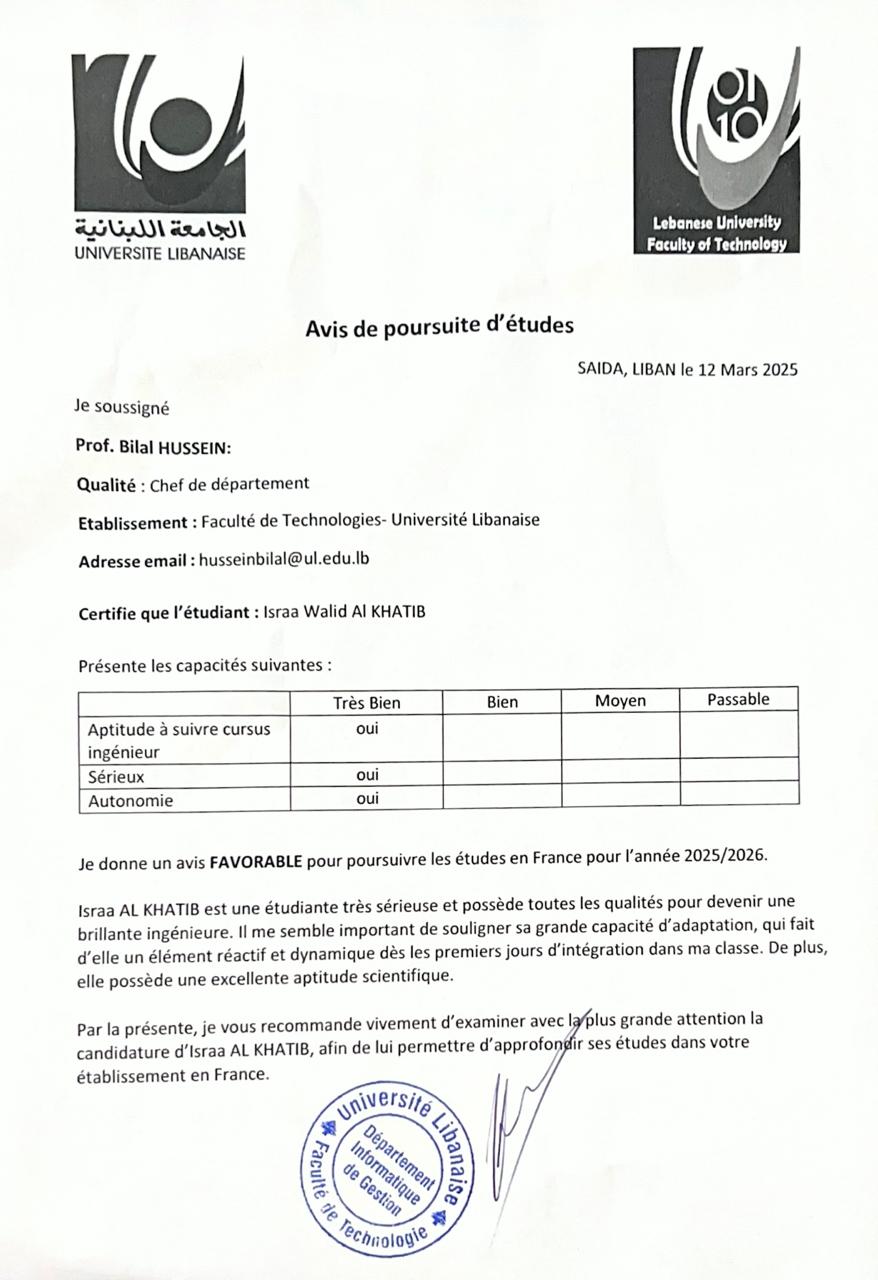 الجامعة اللبنانية
UNIVERSITE LIBANAISE
01
10
Lebanese University
Faculty of Technology
Avis de poursuite d'études
SAIDA, LIBAN le 12 Mars 2025
Je soussigné
Prof. Bilal HUSSEIN:
Qualité : Chef de département
Etablissement : Faculté de Technologies- Université Libanaise
Adresse email : husseinbilal@ul.edu.lb
Certifie que l'étudiant : Israa Walid Al KHATIB
Présente les capacités suivantes :
Très Bien Bien Moyen Passable
Aptitude à suivre cursus oui
ingénieur
Sérieux oui
Autonomie oui
Je donne un avis FAVORABLE pour poursuivre les études en France pour l'année 2025/2026.
Israa AL KHATIB est une étudiante très sérieuse et possède toutes les qualités pour devenir une
brillante ingénieure. Il me semble important de souligner sa grande capacité d'adaptation, qui fait
d'elle un élément réactif et dynamique dès les premiers jours d'intégration dans ma classe. De plus,
elle possède une excellente aptitude scientifique.
Par la présente, je vous recommande vivement d'examiner avec la plus grande attention la
candidature d'Israa AL KHATIB, afin de lui permettre d'approfondir ses études dans votre
établissement en France.
Université Libanaise
Département
Informatique
de Gestion
Faculté de Technologie